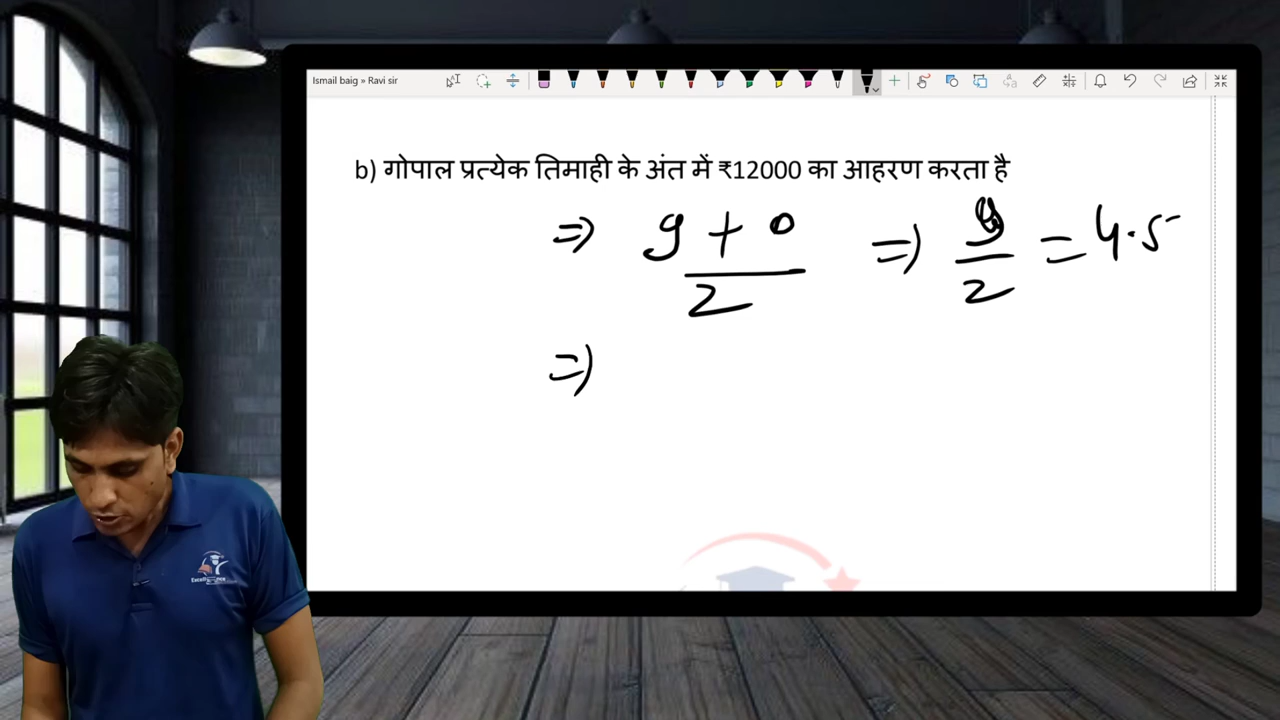 Ismail baig » Ravi sir
b) गोपाल प्रत्येक तिमाही के अंत में ₹12000 का आहरण करता है
⇒ 9 + 0 / 2 ⇒ 9 / 2 = 4.5
⇒